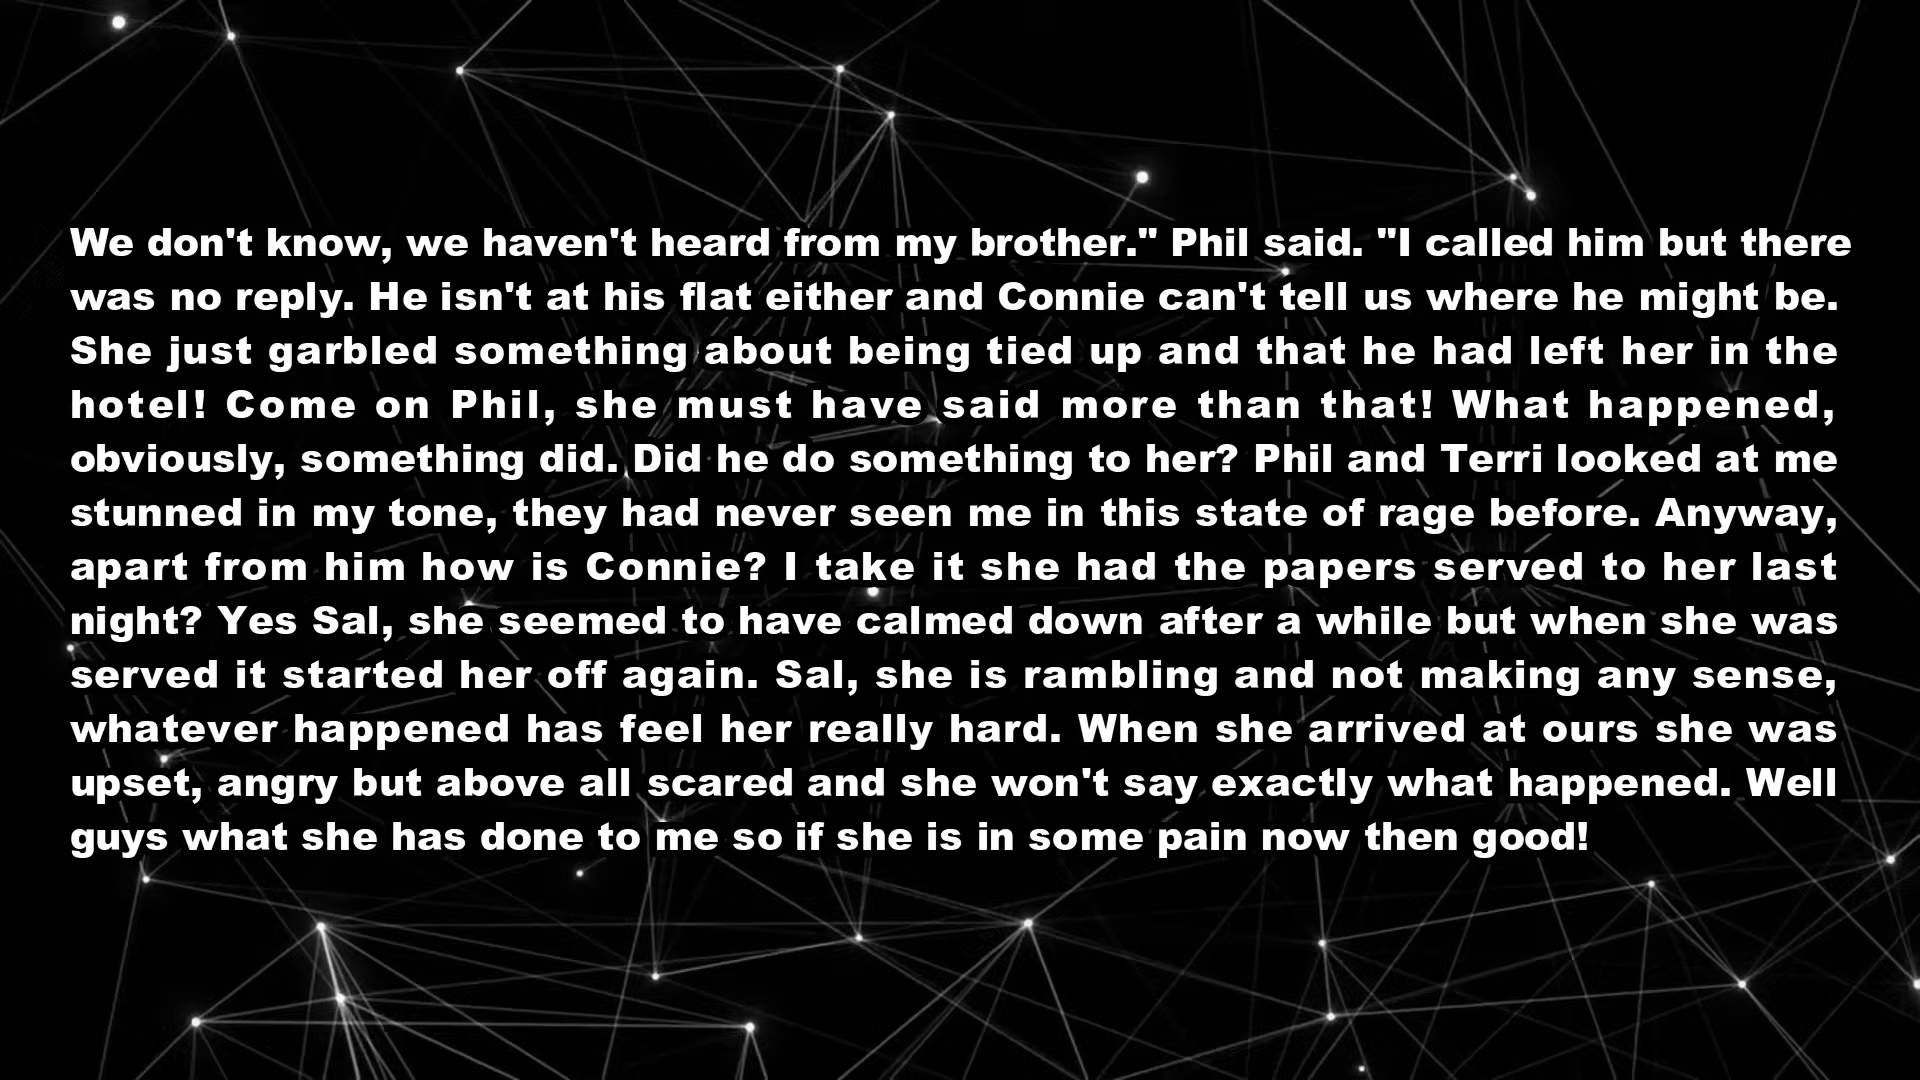 We don't know, we haven't heard from my brother." Phil said. "I called him but there
was no reply. He isn't at his flat either and Connie can't tell us where he might be.
She just garbled something about being tied up and that he had left her in the
hotel! Come on Phil, she must have said more than that! What happened,
obviously, something did. Did he do something to her? Phil and Terri looked at me
stunned in my tone, they had never seen me in this state of rage before. Anyway,
apart from him how is Connie? I take it she had the papers served to her last
night? Yes Sal, she seemed to have calmed down after a while but when she was
served it started her off again. Sal, she is rambling and not making any sense,
whatever happened has feel her really hard. When she arrived at ours she was
upset, angry but above all scared and she won't say exactly what happened. Well
guys what she has done to me so if she is in some pain now then good!